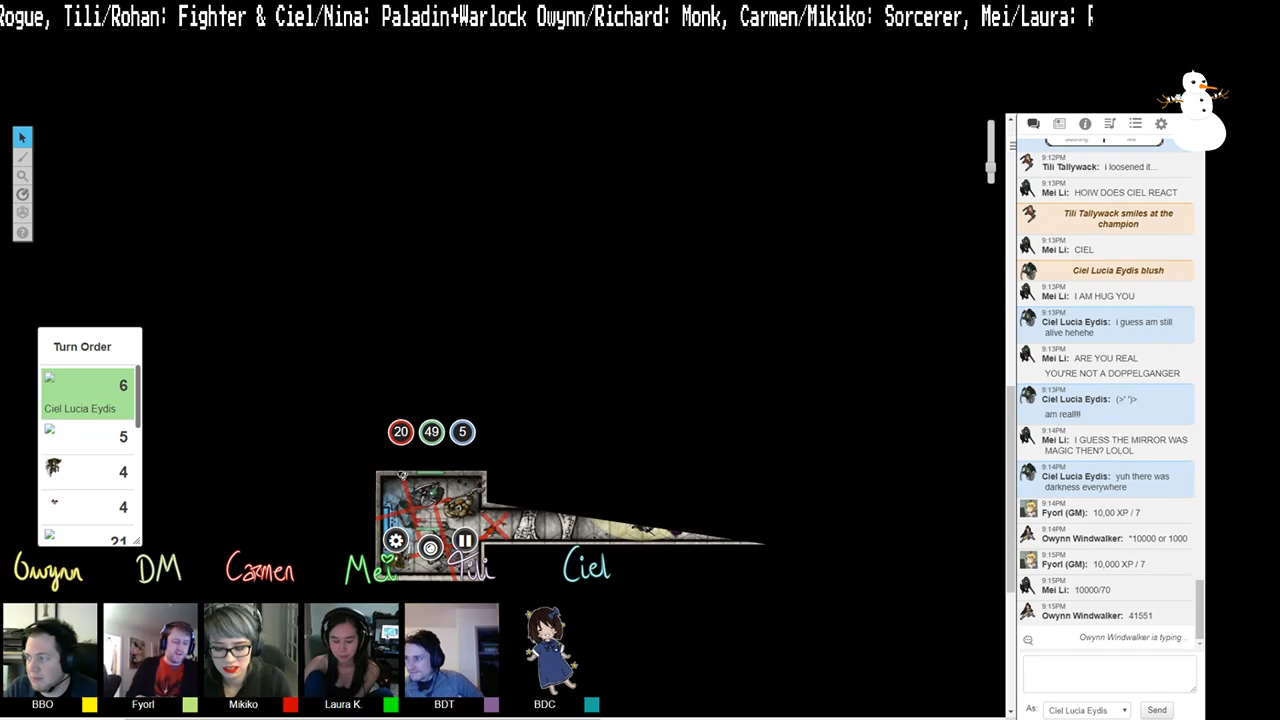 Rogue, Tili/Rohan: Fighter & Ciel/Nina: Paladin+Warlock Owynn/Richard: Monk, Carmen/Mikiko: Sorcerer, Mei/Laura: R
9:12PM
Tili Tallywack: i loosened it...
9:13PM
Mei Li: HOIW DOES CIEL REACT
Tili Tallywack smiles at the
champion
9:13PM
Mei Li: CIEL
Ciel Lucia Eydis blush
9:13PM
Mei Li: I AM HUG YOU
9:13PM
Ciel Lucia Eydis: i guess am still
alive hehehe
9:13PM
Mei Li: ARE YOU REAL
YOU'RE NOT A DOPPELGANGER
9:13PM
Ciel Lucia Eydis: (>' ')>
am real!!!!
9:14PM
Mei Li: I GUESS THE MIRROR WAS
MAGIC THEN? LOLOL
9:14PM
Ciel Lucia Eydis: yuh there was
darkness everywhere
9:14PM
Fyorl (GM): 10,00 XP / 7
9:14PM
Owynn Windwalker: *10000 or 1000
9:15PM
Fyorl (GM): 10,000 XP / 7
9:15PM
Mei Li: 10000/70
9:15PM
Owynn Windwalker: 41551
Owynn Windwalker is typing...
As: Ciel Lucia Eydis Send
Turn Order
6
Ciel Lucia Eydis
5
4
4
21
20 49 5
Owynn DM Carmen Mei Tili Ciel
BBO Fyorl Mikiko Laura K. BDT BDC